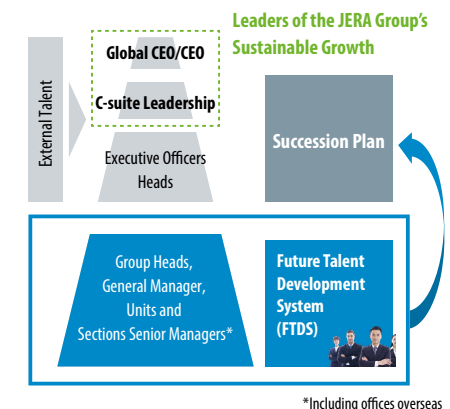 Leaders of the JERA Group's
Sustainable Growth
Global CEO/CEO
C-suite Leadership
External Talent
Executive Officers
Heads
Succession Plan
Group Heads,
General Manager,
Units and
Sections Senior Managers*
Future Talent
Development
System
(FTDS)
*Including offices overseas